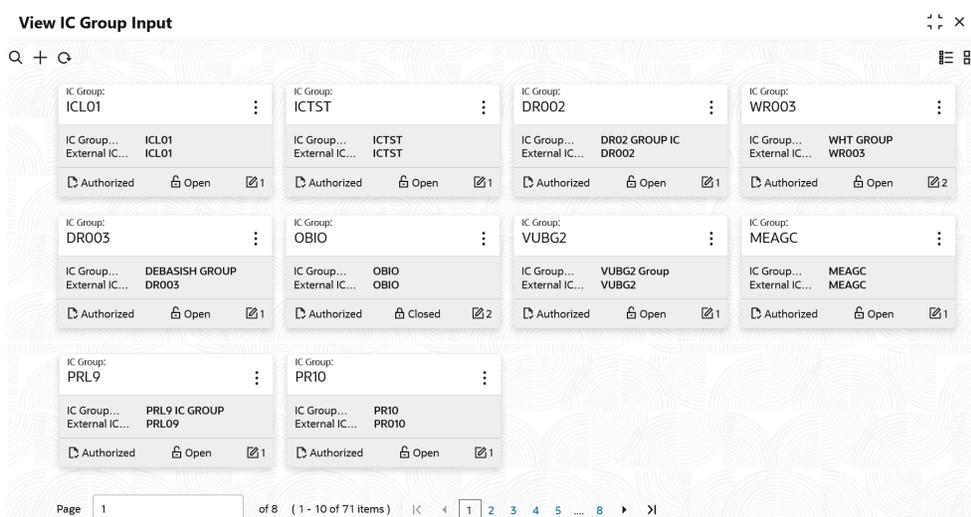 View IC Group Input
IC Group: IC Group: IC Group: IC Group:
ICL01 ICTST DR002 WR003
IC Group... ICL01 IC Group... ICTST IC Group... DR02 GROUP IC IC Group... WHT GROUP
External IC... ICL01 External IC... ICTST External IC... DR002 External IC... WR003
Authorized Open 1 Authorized Open 1 Authorized Open 1 Authorized Open 2
IC Group: IC Group: IC Group: IC Group:
DR003 OBIO VUBG2 MEAGC
IC Group... DEBASISH GROUP IC Group... OBIO IC Group... VUBG2 Group IC Group... MEAGC
External IC... DR003 External IC... OBIO External IC... VUBG2 External IC... MEAGC
Authorized Open 1 Authorized Closed 2 Authorized Open 1 Authorized Open 1
IC Group: IC Group:
PRL9 PR10
IC Group... PRL9 IC GROUP IC Group... PR10
External IC... PRL09 External IC... PR010
Authorized Open 1 Authorized Open 1
Page 1 of 8 ( 1 - 10 of 71 items ) 1 2 3 4 5 .... 8